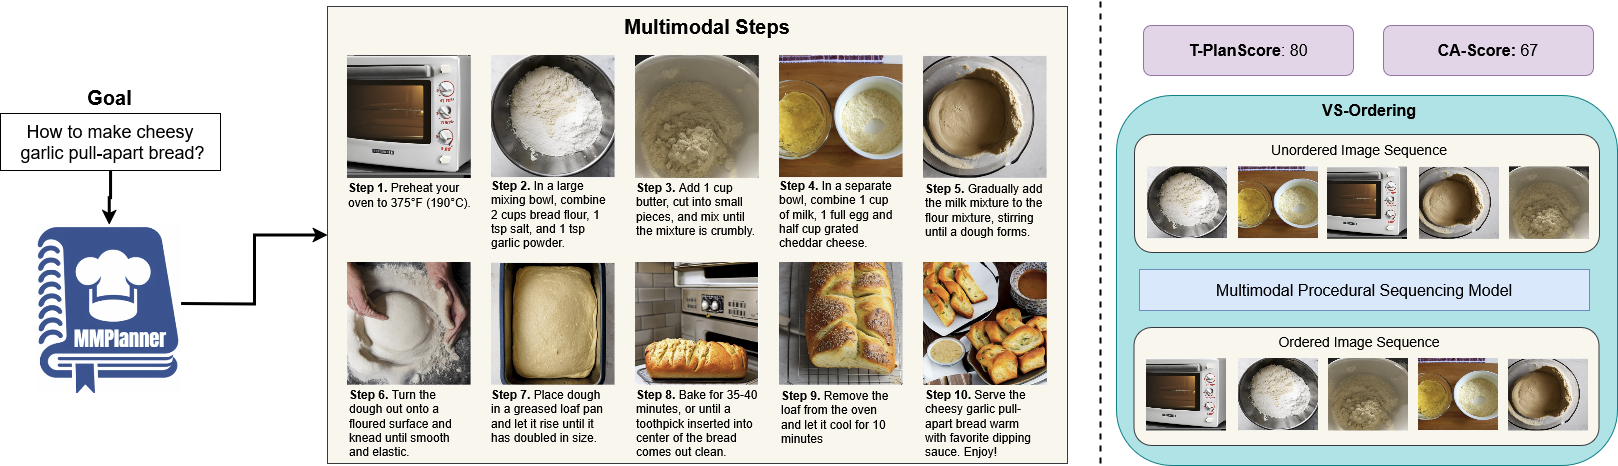 Goal
How to make cheesy
garlic pull-apart bread?
MMPlanner
Multimodal Steps
Step 1. Preheat your
oven to 375°F (190°C).
Step 2. In a large
mixing bowl, combine
2 cups bread flour, 1
tsp salt, and 1 tsp
garlic powder.
Step 3. Add 1 cup
butter, cut into small
pieces, and mix until
the mixture is crumbly.
Step 4. In a separate
bowl, combine 1 cup
of milk, 1 full egg and
half cup grated
cheddar cheese.
Step 5. Gradually add
the milk mixture to the
flour mixture, stirring
until a dough forms.
Step 6. Turn the
dough out onto a
floured surface and
knead until smooth
and elastic.
Step 7. Place dough
in a greased loaf pan
and let it rise until it
has doubled in size.
Step 8. Bake for 35-40
minutes, or until a
toothpick inserted into
center of the bread
comes out clean.
Step 9. Remove the
loaf from the oven
and let it cool for 10
minutes
Step 10. Serve the
cheesy garlic pull-
apart bread warm
with favorite dipping
sauce. Enjoy!
T-PlanScore: 80
CA-Score: 67
VS-Ordering
Unordered Image Sequence
Multimodal Procedural Sequencing Model
Ordered Image Sequence